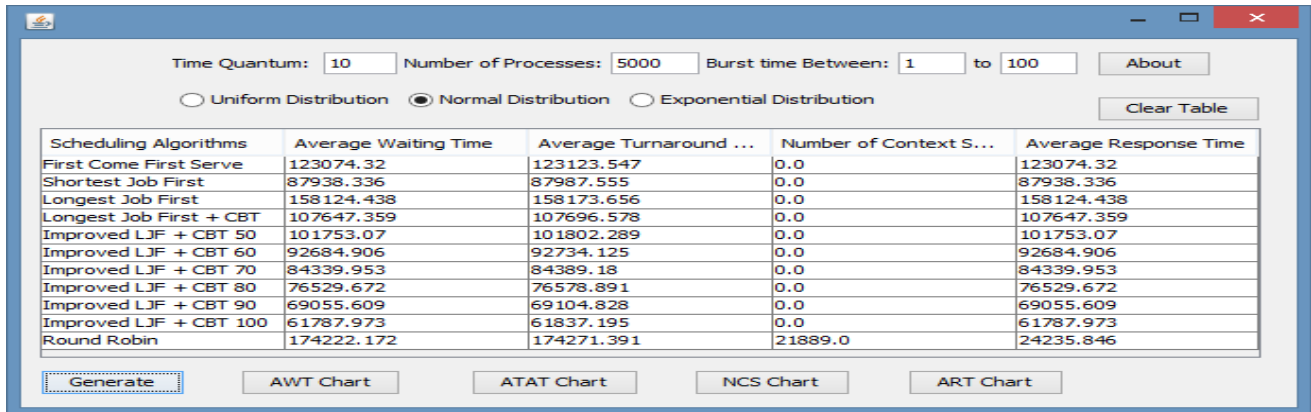 Time Quantum: 10 Number of Processes: 5000 Burst time Between: 1 to 100 About
Uniform Distribution Normal Distribution Exponential Distribution Clear Table
Scheduling Algorithms Average Waiting Time Average Turnaround ... Number of Context S... Average Response Time
First Come First Serve 123074.32 123123.547 0.0 123074.32
Shortest Job First 87938.336 87987.555 0.0 87938.336
Longest Job First 158124.438 158173.656 0.0 158124.438
Longest Job First + CBT 107647.359 107696.578 0.0 107647.359
Improved LJF + CBT 50 101753.07 101802.289 0.0 101753.07
Improved LJF + CBT 60 92684.906 92734.125 0.0 92684.906
Improved LJF + CBT 70 84339.953 84389.18 0.0 84339.953
Improved LJF + CBT 80 76529.672 76578.891 0.0 76529.672
Improved LJF + CBT 90 69055.609 69104.828 0.0 69055.609
Improved LJF + CBT 100 61787.973 61837.195 0.0 61787.973
Round Robin 174222.172 174271.391 21889.0 24235.846
Generate AWT Chart ATAT Chart NCS Chart ART Chart